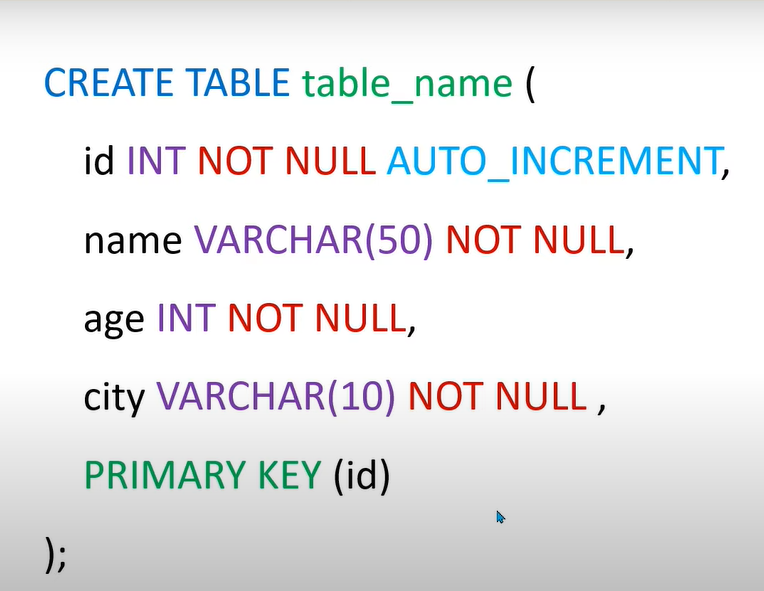 CREATE TABLE table_name (
id INT NOT NULL AUTO_INCREMENT,
name VARCHAR(50) NOT NULL,
age INT NOT NULL,
city VARCHAR(10) NOT NULL ,
PRIMARY KEY (id)
);